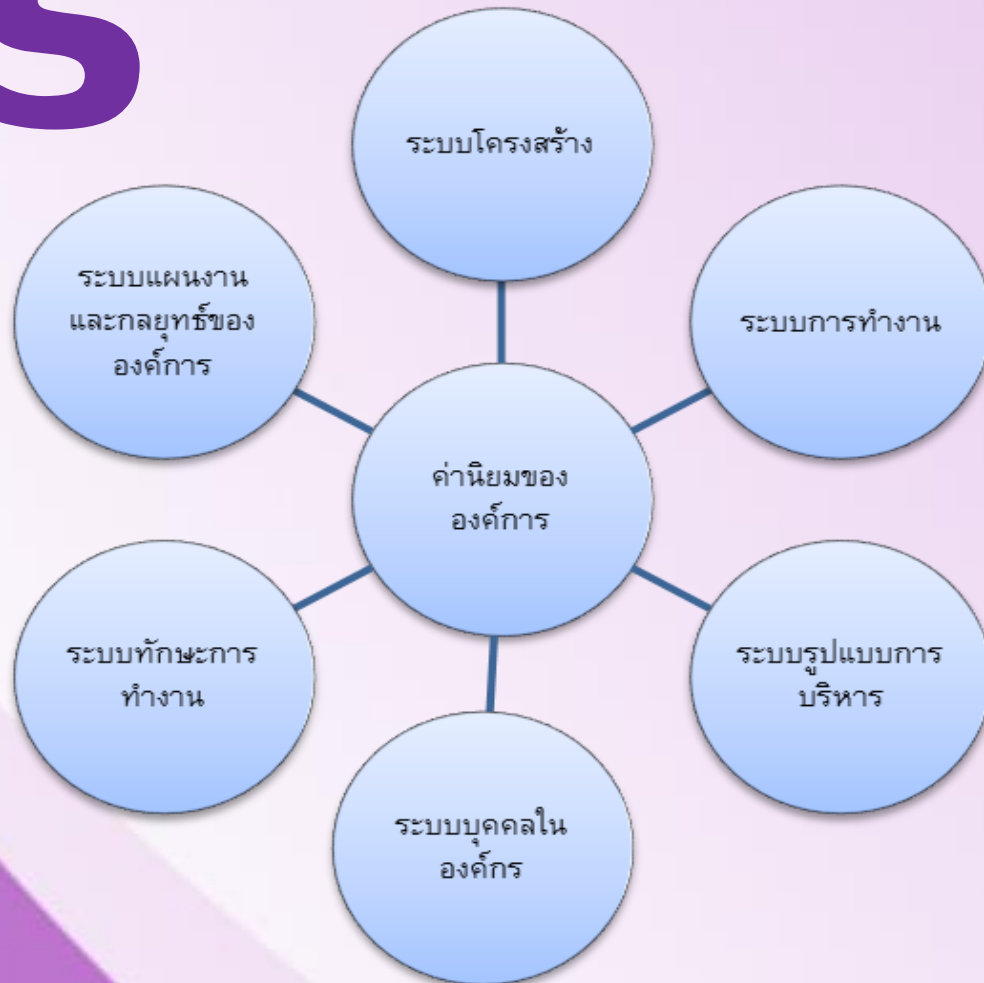 S
ระบบโครงสร้าง
ระบบแผนงาน
และกลยุทธ์ของ
องค์การ
ระบบการทำงาน
ค่านิยมของ
องค์การ
ระบบทักษะการ
ทำงาน
ระบบรูปแบบการ
บริหาร
ระบบบุคคลใน
องค์กร